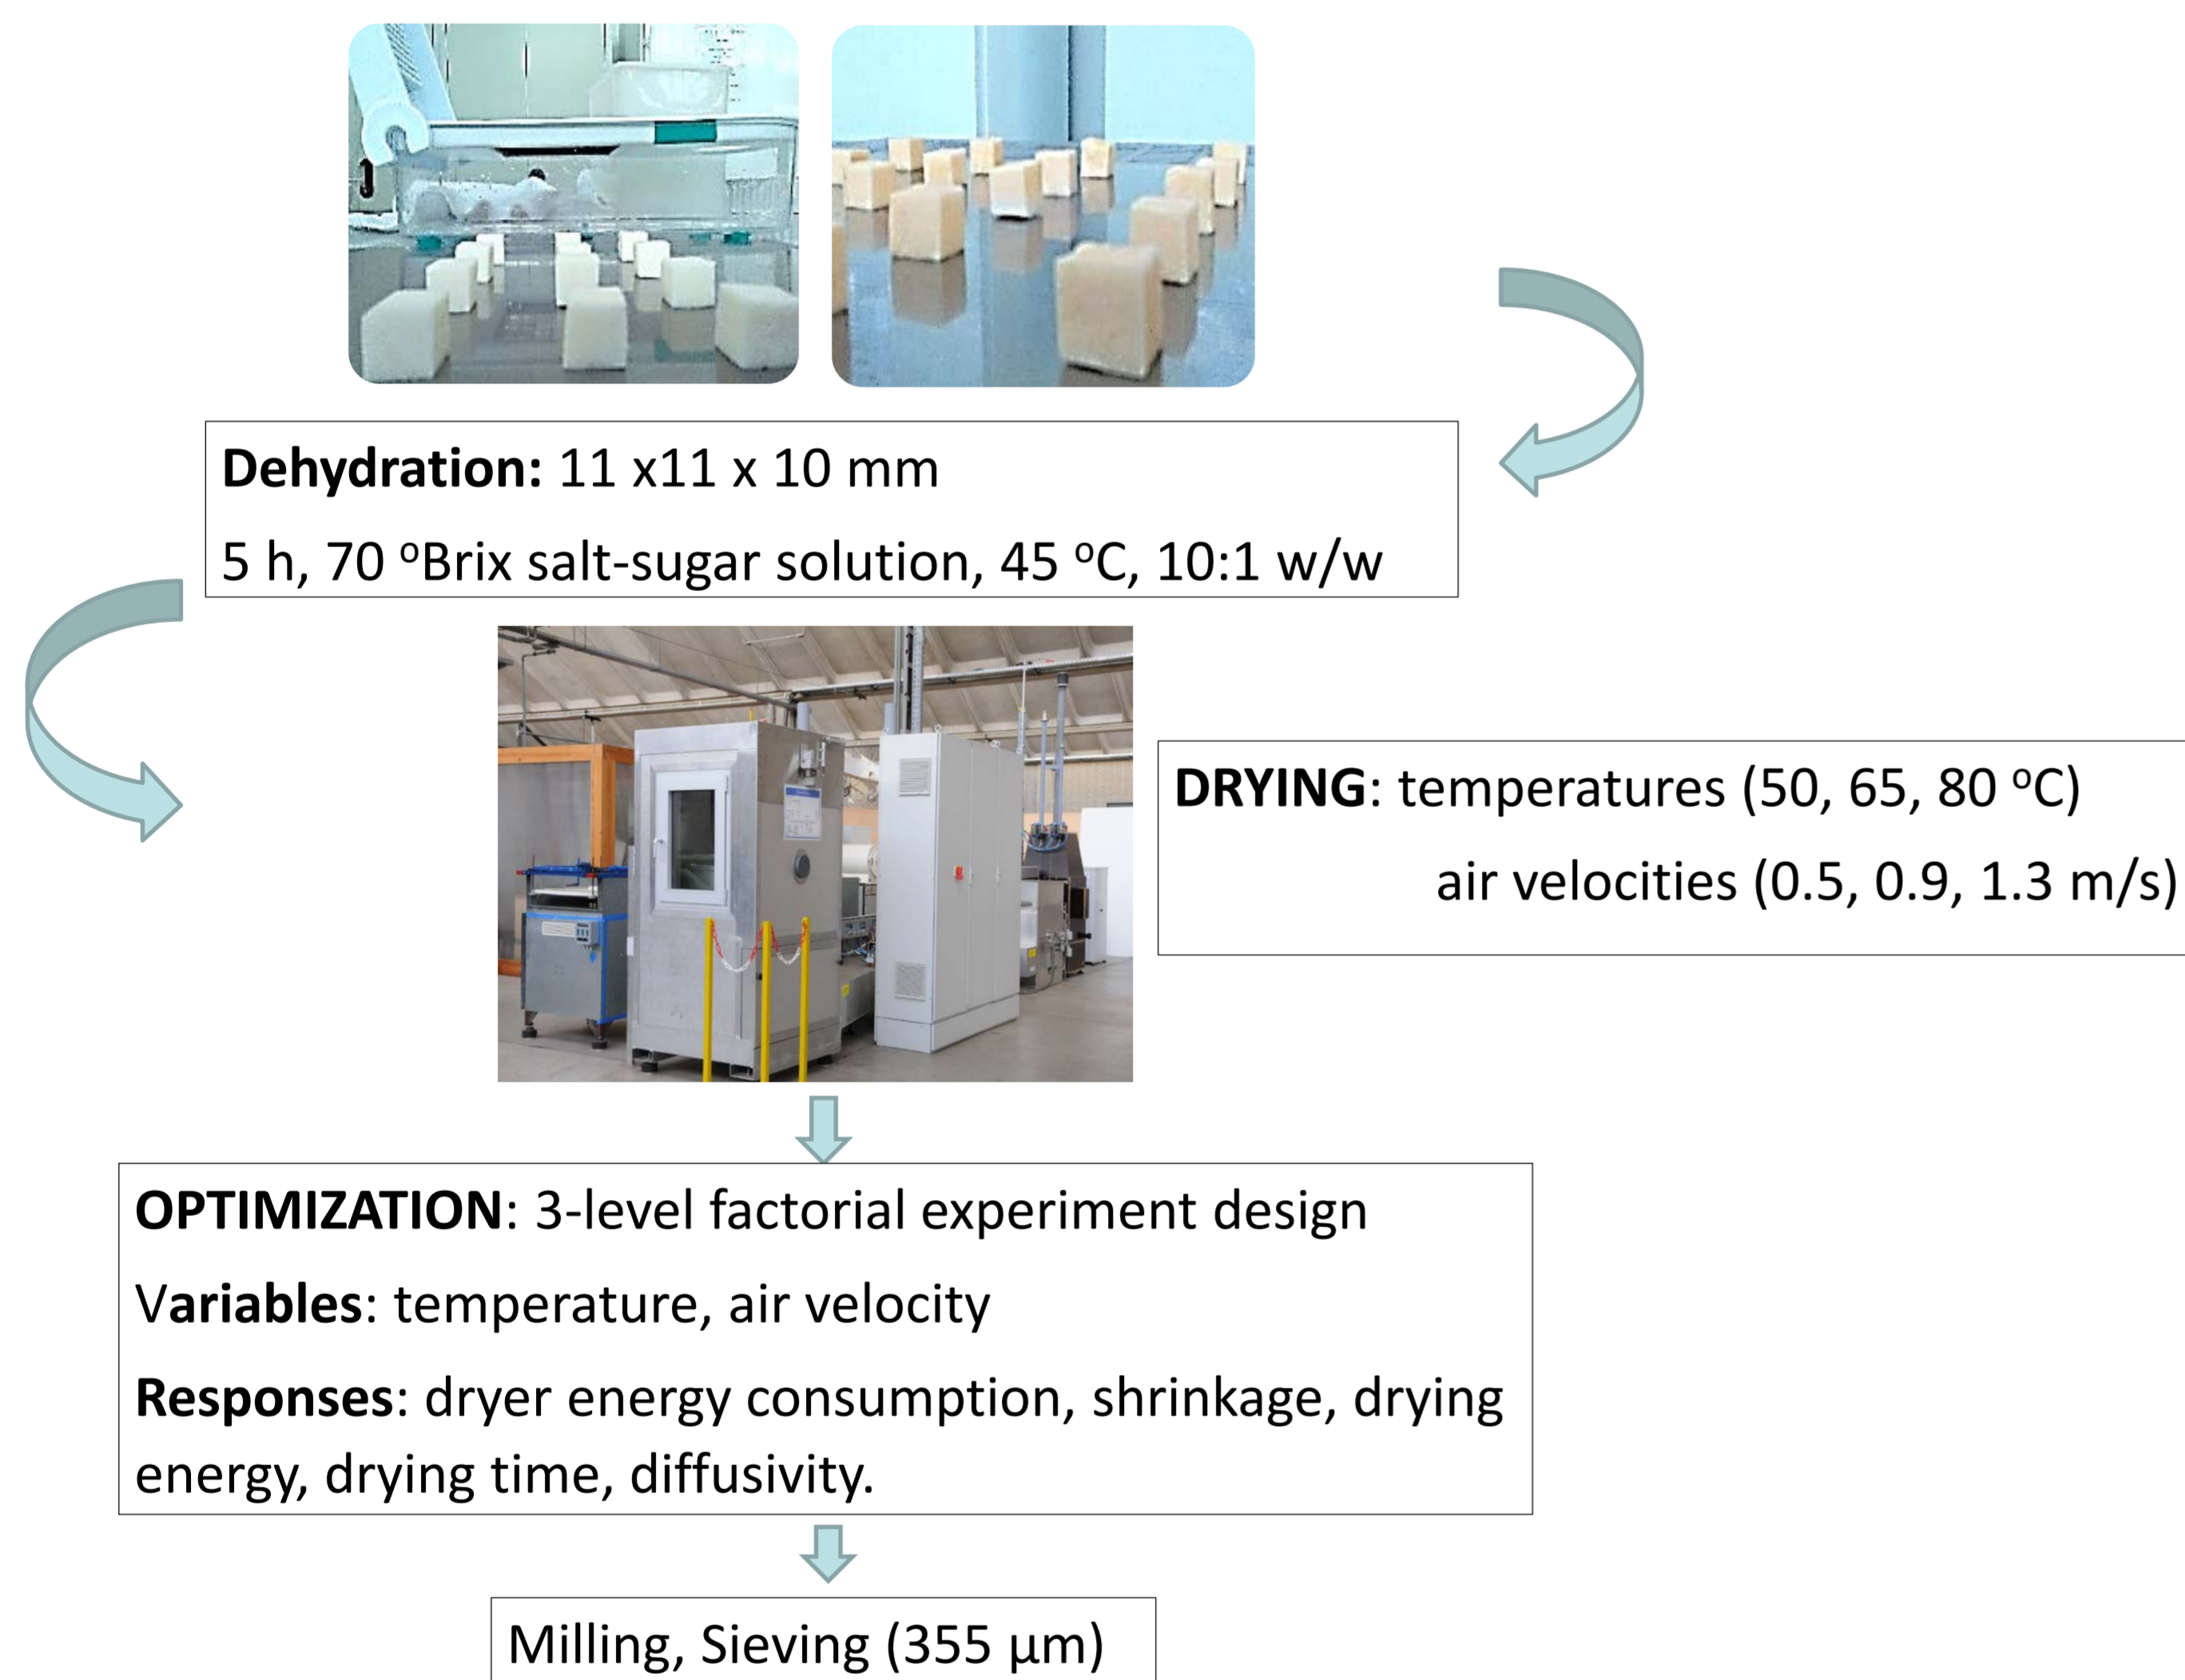 Dehydration: 11 x11 x 10 mm
5 h, 70 ºBrix salt-sugar solution, 45 ºC, 10:1 w/w
DRYING: temperatures (50, 65, 80 ºC)
air velocities (0.5, 0.9, 1.3 m/s)
OPTIMIZATION: 3-level factorial experiment design
Variables: temperature, air velocity
Responses: dryer energy consumption, shrinkage, drying
energy, drying time, diffusivity.
Milling, Sieving (355 µm)